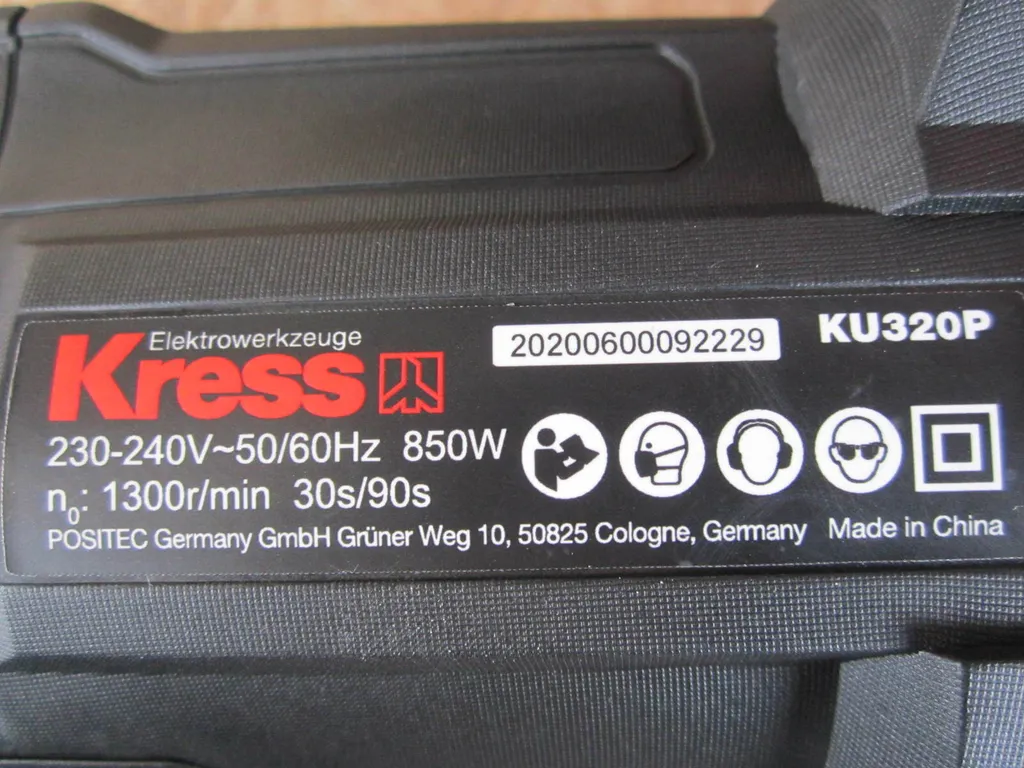 Elektrowerkzeuge
Kress
20200600092229
KU320P
230-240V~50/60Hz 850W
n₀: 1300r/min 30s/90s
POSITEC Germany GmbH Grüner Weg 10, 50825 Cologne, Germany Made in China